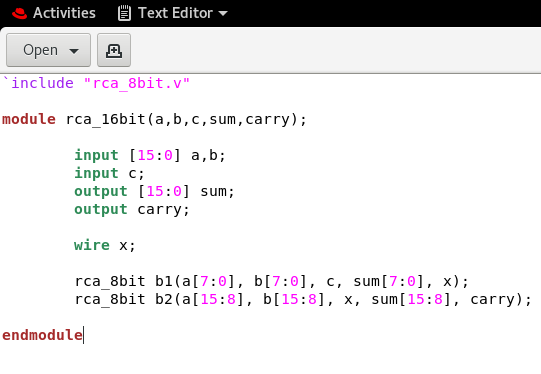 Activities Text Editor
Open
`include "rca_8bit.v"
module rca_16bit(a,b,c,sum,carry);
input [15:0] a,b;
input c;
output [15:0] sum;
output carry;
wire x;
rca_8bit b1(a[7:0], b[7:0], c, sum[7:0], x);
rca_8bit b2(a[15:8], b[15:8], x, sum[15:8], carry);
endmodule